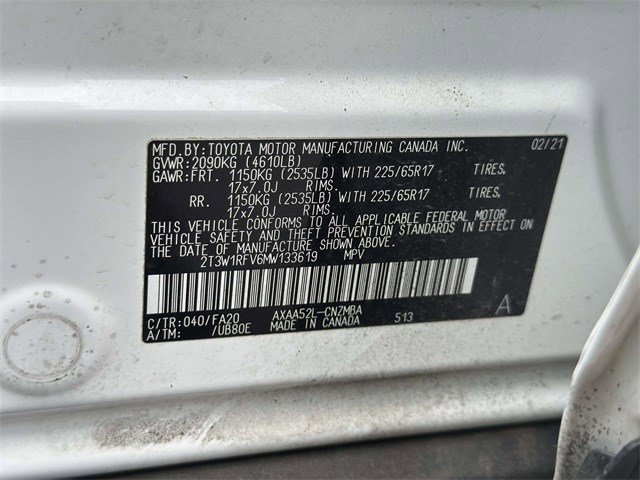 MFD. BY: TOYOTA MOTOR MANUFACTURING CANADA INC. 02/21
GVWR: 2090KG (4610LB)
GAWR: FRT. 1150KG (2535LB) WITH 225/65R17 TIRES,
17x7.0J RIMS.
RR. 1150KG (2535LB) WITH 225/65R17 TIRES,
17x7.0J RIMS.
THIS VEHICLE CONFORMS TO ALL APPLICABLE FEDERAL MOTOR
VEHICLE SAFETY AND THEFT PREVENTION STANDARDS IN EFFECT ON
THE DATE OF MANUFACTURE SHOWN ABOVE.
2T3W1RFV6MW133619 MPV
C/TR: 040/FA20 AXAA52L-CNZMBA A
A/TM: /UB80E MADE IN CANADA 513